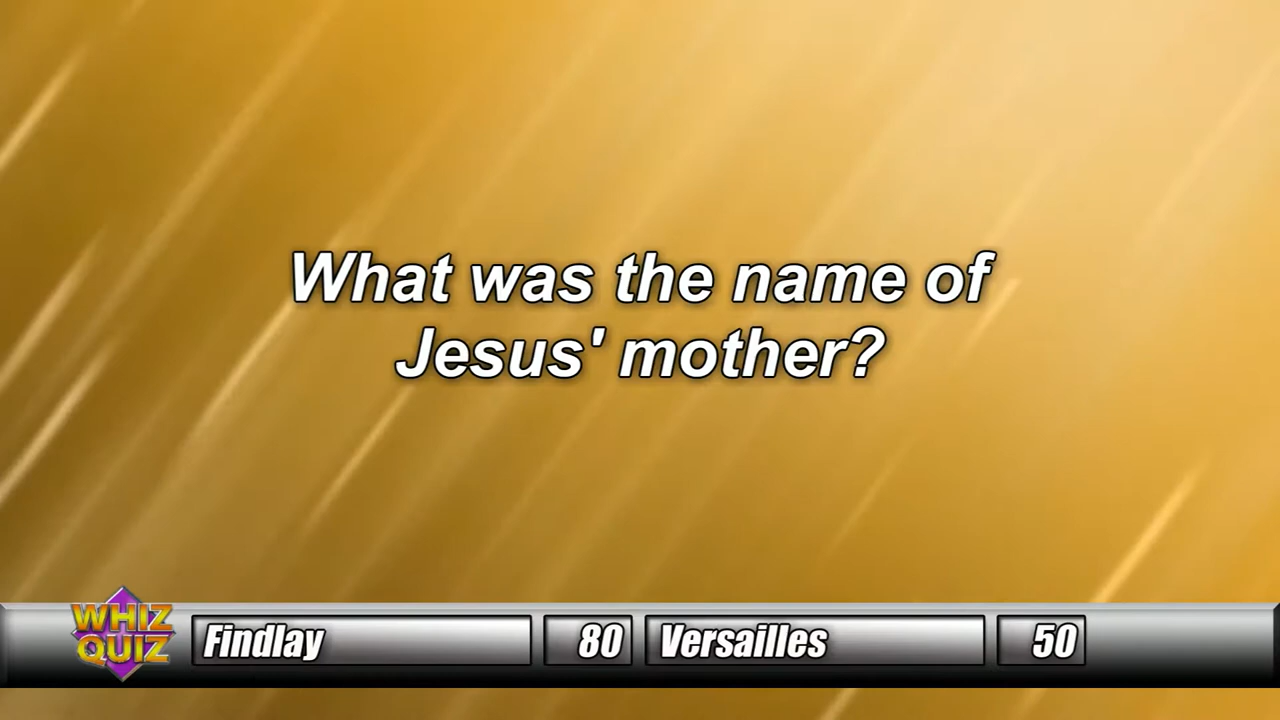 What was the name of
Jesus' mother?
WHIZ
QUIZ
Findlay 80 Versailles 50